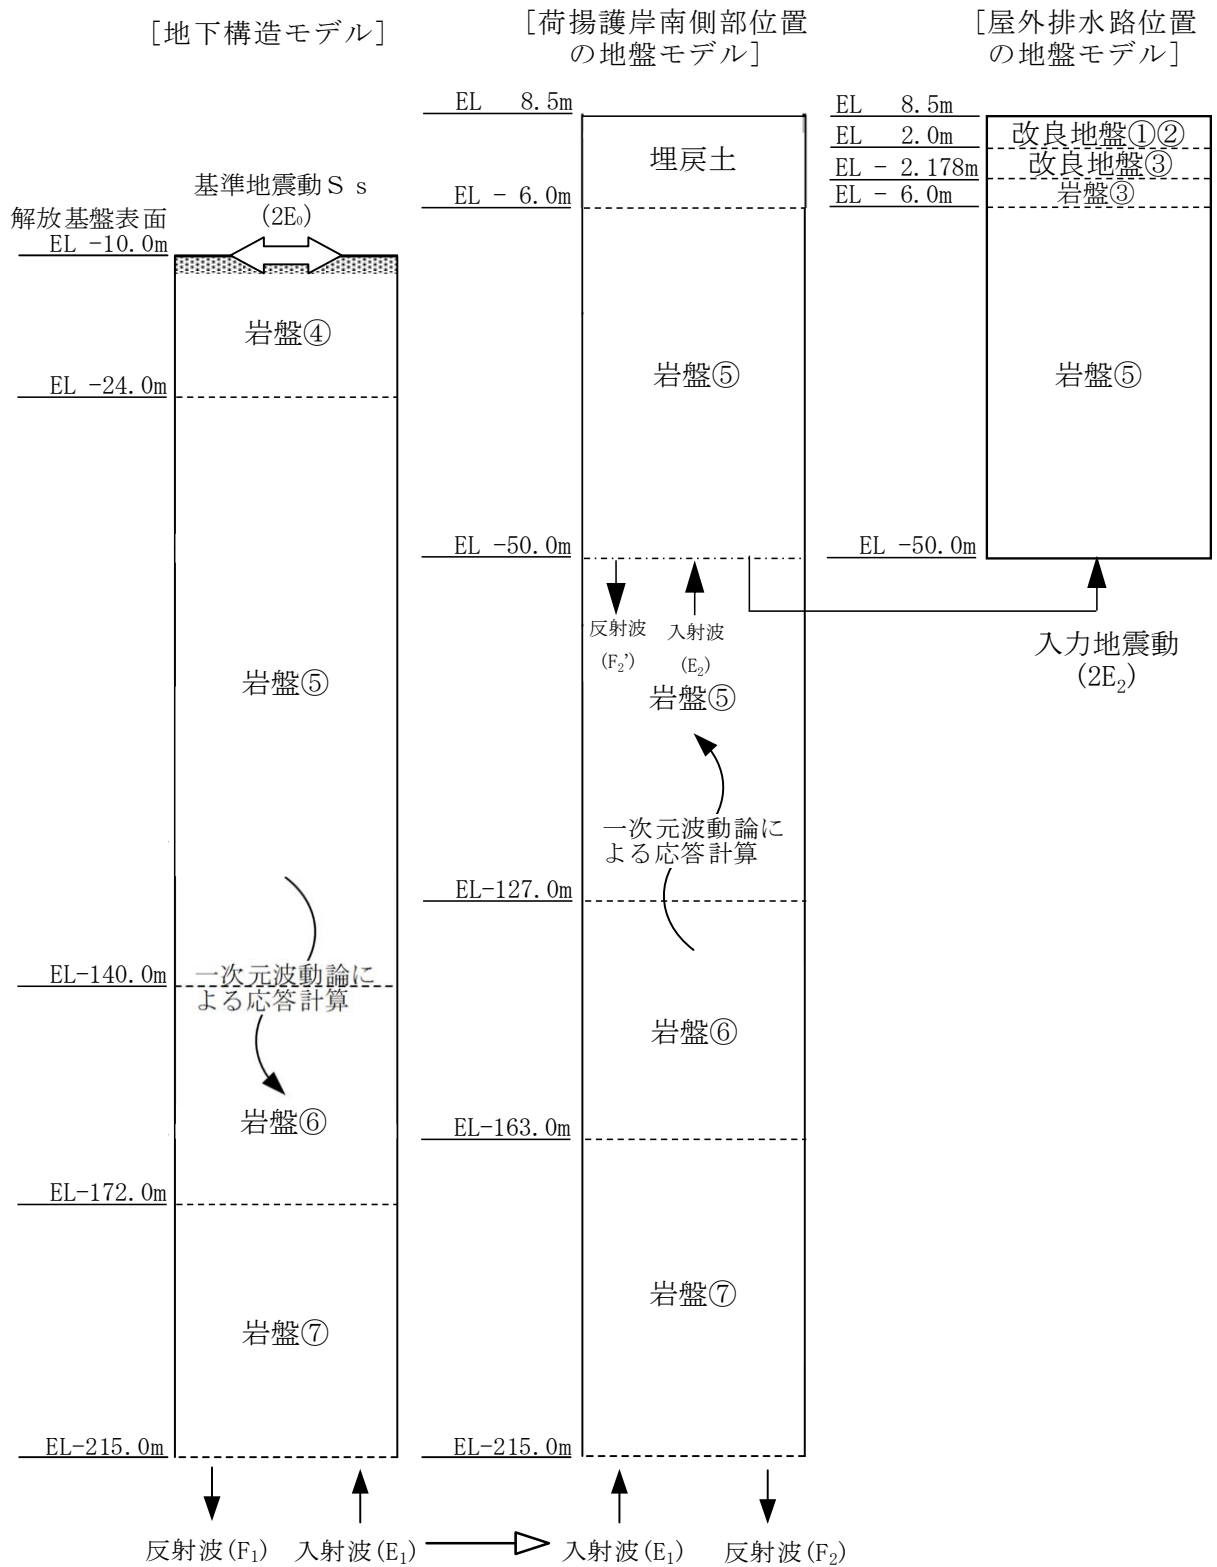 [地下構造モデル]
基準地震動Ss
(2E₀)
解放基盤表面
EL -10.0m
岩盤④
EL -24.0m
岩盤⑤
EL-140.0m
一次元波動論に
よる応答計算
岩盤⑥
EL-172.0m
岩盤⑦
EL-215.0m
反射波(F₁)
入射波(E₁)
[荷揚護岸南側部位置
の地盤モデル]
EL 8.5m
埋戻土
EL - 6.0m
岩盤⑤
EL -50.0m
反射波
(F₂')
入射波
(E₂)
岩盤⑤
一次元波動論に
よる応答計算
EL-127.0m
岩盤⑥
EL-163.0m
岩盤⑦
EL-215.0m
入射波(E₁)
反射波(F₂)
[屋外排水路位置
の地盤モデル]
EL 8.5m
改良地盤①②
EL 2.0m
改良地盤③
EL - 2.178m
岩盤③
EL - 6.0m
岩盤⑤
EL -50.0m
入力地震動
(2E₂)